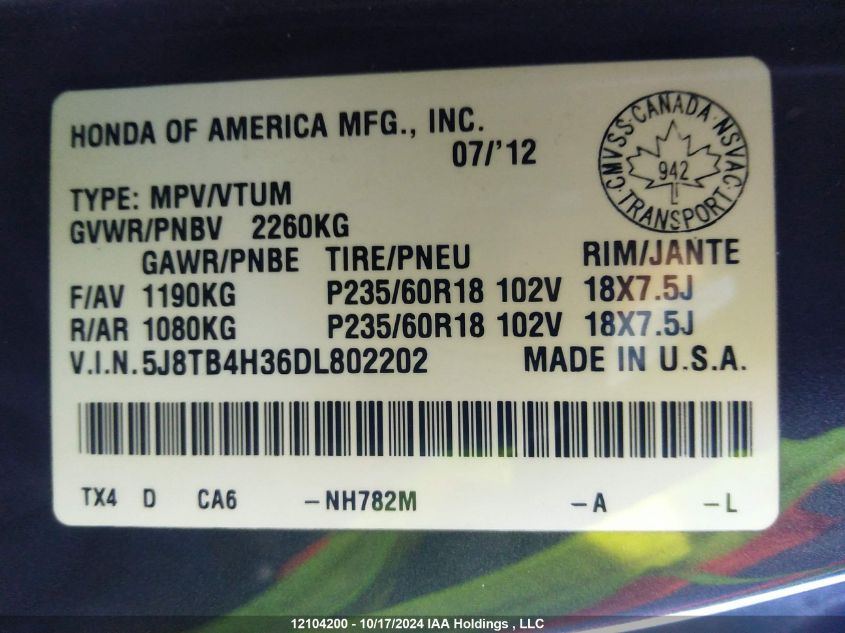 HONDA OF AMERICA MFG., INC.
07/'12
CMVSS·CANADA·NSVAC
942
L
·TRANSPORT·
TYPE: MPV/VTUM
GVWR/PNBV 2260KG
GAWR/PNBE TIRE/PNEU RIM/JANTE
F/AV 1190KG P235/60R18 102V 18X7.5J
R/AR 1080KG P235/60R18 102V 18X7.5J
V.I.N.5J8TB4H36DL802202 MADE IN U.S.A.
TX4 D CA6 -NH782M -A -L
12104200 - 10/17/2024 IAA Holdings , LLC